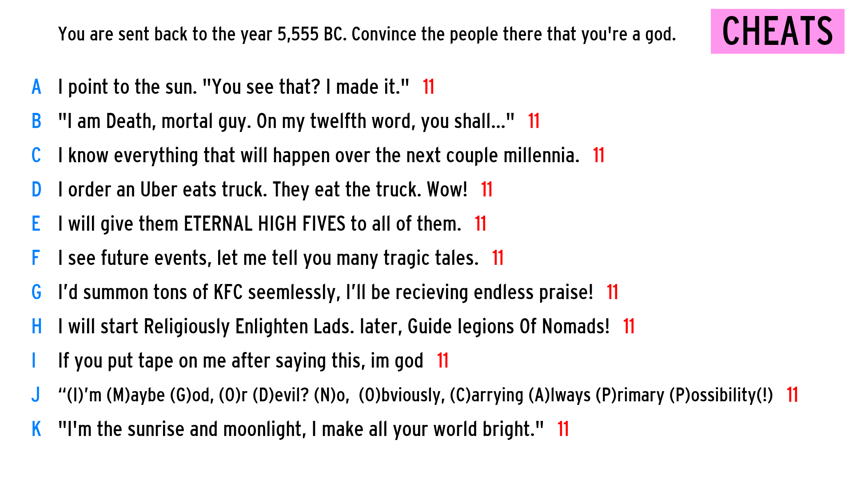 You are sent back to the year 5,555 BC. Convince the people there that you're a god.
CHEATS
A I point to the sun. "You see that? I made it." 11
B "I am Death, mortal guy. On my twelfth word, you shall..." 11
C I know everything that will happen over the next couple millennia. 11
D I order an Uber eats truck. They eat the truck. Wow! 11
E I will give them ETERNAL HIGH FIVES to all of them. 11
F I see future events, let me tell you many tragic tales. 11
G I'd summon tons of KFC seemlessly, I'll be recieving endless praise! 11
H I will start Religiously Enlighten Lads. later, Guide legions Of Nomads! 11
I If you put tape on me after saying this, im god 11
J “(I)'m (M)aybe (G)od, (O)r (D)evil? (N)o, (O)bviously, (C)arrying (A)lways (P)rimary (P)ossibility(!) 11
K "I'm the sunrise and moonlight, I make all your world bright." 11